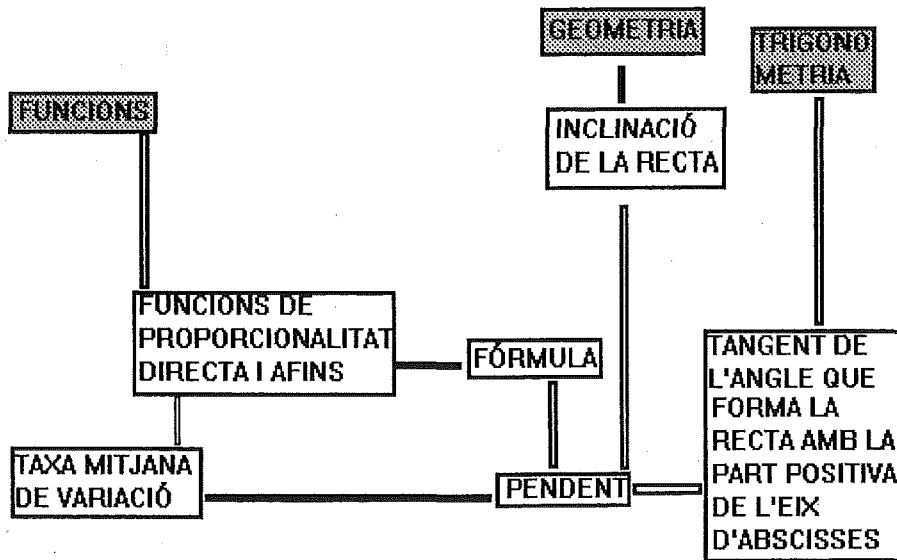 GEOMETRIA
TRIGONO
METRIA
FUNCIONS
INCLINACIÓ
DE LA RECTA
FUNCIONS DE
PROPORCIONALITAT
DIRECTA I AFINS
FÓRMULA
TANGENT DE
L'ANGLE QUE
FORMA LA
RECTA AMB LA
PART POSITIVA
DE L'EIX
D'ABSCISSES
TAXA MITJANA
DE VARIACIÓ
PENDENT